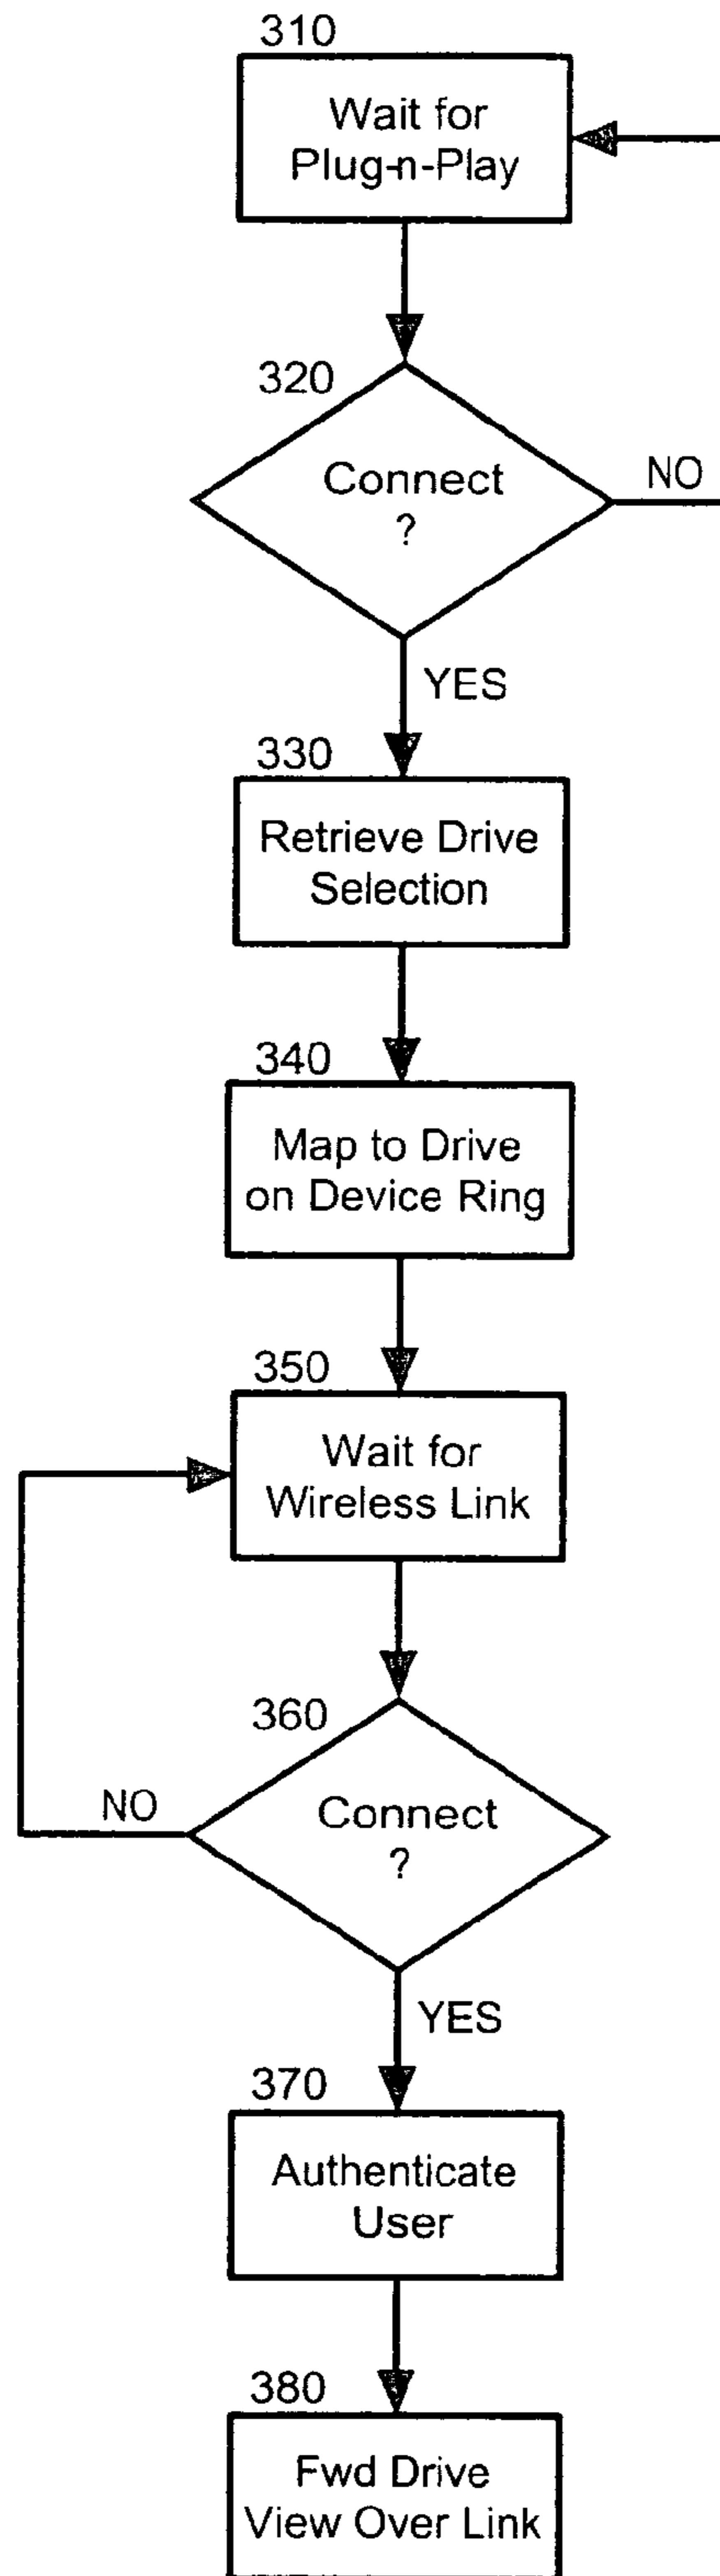 310
Wait for
Plug-n-Play
320
Connect
?
NO
YES
330
Retrieve Drive
Selection
340
Map to Drive
on Device Ring
350
Wait for
Wireless Link
360
Connect
?
NO
YES
370
Authenticate
User
380
Fwd Drive
View Over Link